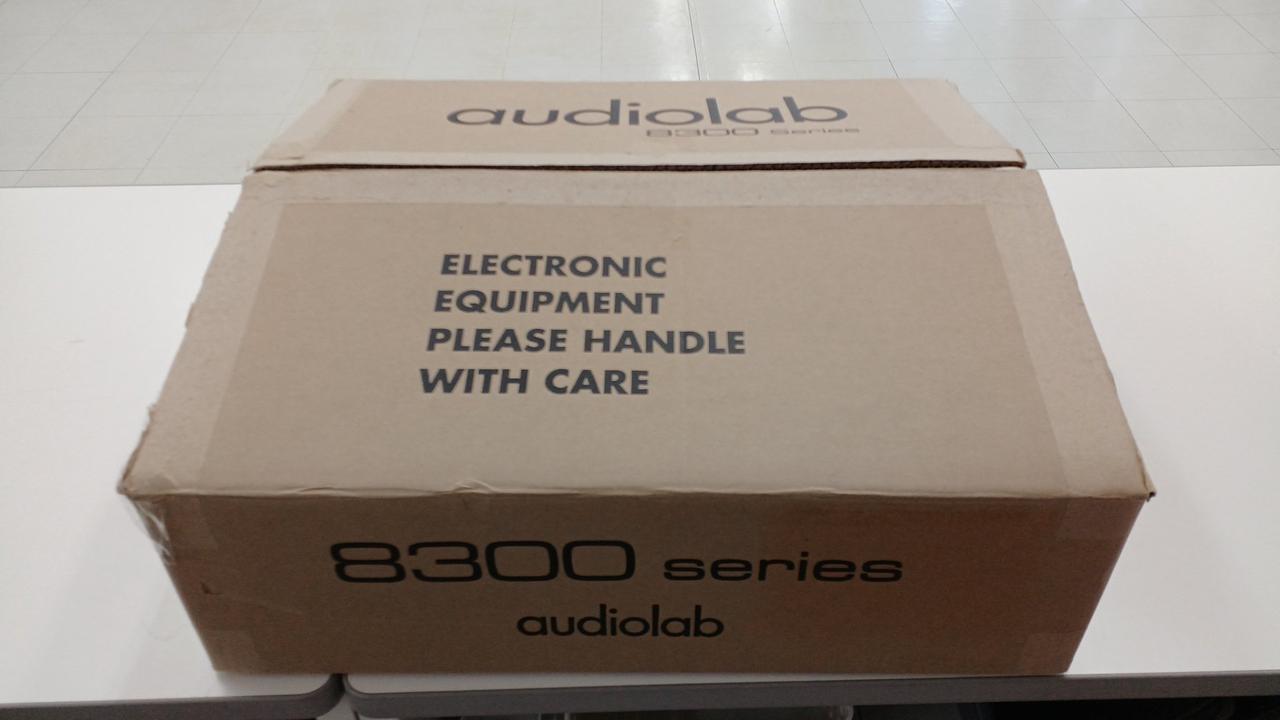 audiolab
8300 series
ELECTRONIC
EQUIPMENT
PLEASE HANDLE
WITH CARE
8300 series
audiolab